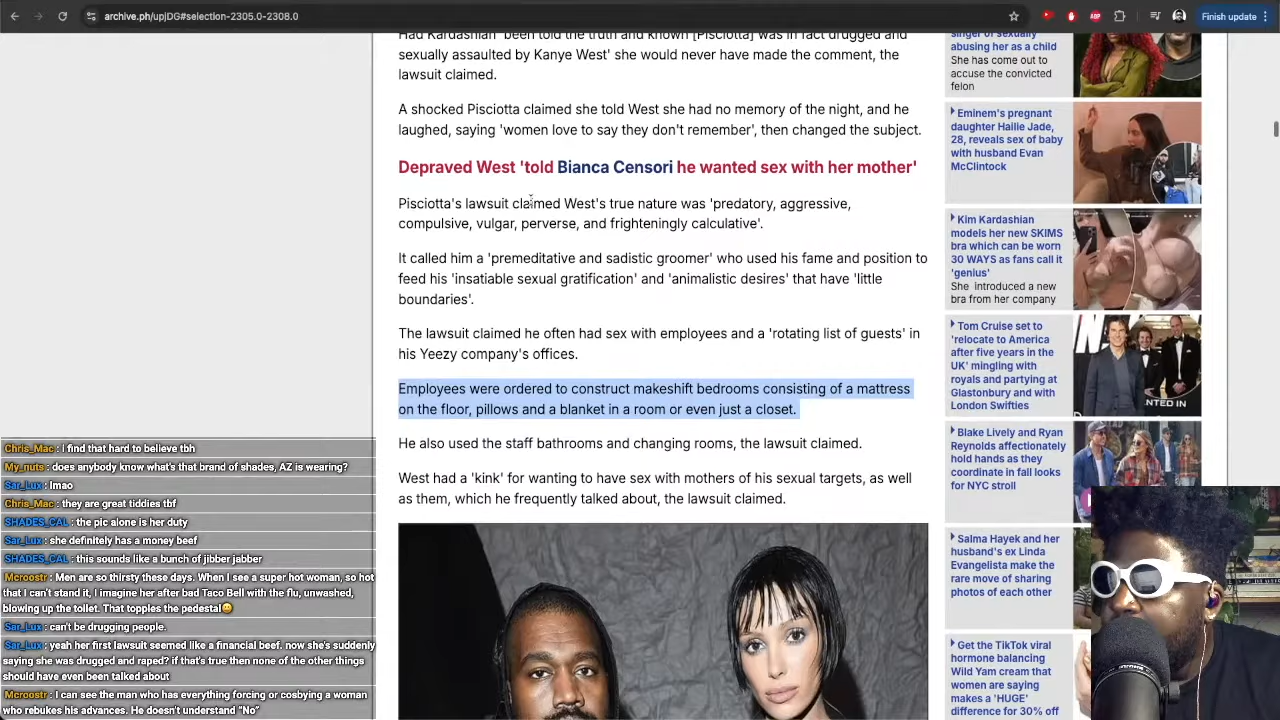 archive.ph/upjDG#selection-2305.0-2308.0
Finish update
Had Kardashian 'been told the truth and known [Pisciotta] was in fact drugged and
sexually assaulted by Kanye West' she would never have made the comment, the
lawsuit claimed.
A shocked Pisciotta claimed she told West she had no memory of the night, and he
laughed, saying 'women love to say they don't remember', then changed the subject.
Depraved West 'told Bianca Censori he wanted sex with her mother'
Pisciotta's lawsuit claimed West's true nature was 'predatory, aggressive,
compulsive, vulgar, perverse, and frighteningly calculative'.
It called him a 'premeditative and sadistic groomer' who used his fame and position to
feed his 'insatiable sexual gratification' and 'animalistic desires' that have 'little
boundaries'.
The lawsuit claimed he often had sex with employees and a 'rotating list of guests' in
his Yeezy company's offices.
Employees were ordered to construct makeshift bedrooms consisting of a mattress
on the floor, pillows and a blanket in a room or even just a closet.
He also used the staff bathrooms and changing rooms, the lawsuit claimed.
West had a 'kink' for wanting to have sex with mothers of his sexual targets, as well
as them, which he frequently talked about, the lawsuit claimed.
singer of sexually
abusing her as a child
She has come out to
accuse the convicted
felon
Eminem's pregnant
daughter Hailie Jade,
28, reveals sex of baby
with husband Evan
McClintock
Kim Kardashian
models her new SKIMS
bra which can be worn
30 WAYS as fans call it
'genius'
She introduced a new
bra from her company
Tom Cruise set to
'relocate to America
after five years in the
UK' mingling with
royals and partying at
Glastonbury and with
London Swifties
NTED IN
Blake Lively and Ryan
Reynolds affectionately
hold hands as they
coordinate in fall looks
for NYC stroll
Salma Hayek and her
husband's ex Linda
Evangelista make the
rare move of sharing
photos of each other
Get the TikTok viral
hormone balancing
Wild Yam cream that
women are saying
makes a 'HUGE'
difference for 30% off
Chris_Mac : I find that hard to believe tbh
My_nuts : does anybody know what's that brand of shades, AZ is wearing?
Sar_Lux : lmao
Chris_Mac : they are great tiddies tbf
SHADES_CAL : the pic alone is her duty
Sar_Lux : she definitely has a money beef
SHADES_CAL : this sounds like a bunch of jibber jabber
Mcroostr : Men are so thirsty these days. When I see a super hot woman, so hot
that I can't stand it, I imagine her after bad Taco Bell with the flu, unwashed,
blowing up the toilet. That topples the pedestal😀
Sar_Lux : can't be drugging people.
Sar_Lux : yeah her first lawsuit seemed like a financial beef. now she's suddenly
saying she was drugged and raped? if that's true then none of the other things
should have even been talked about
Mcroostr : I can see the man who has everything forcing or cosbying a woman
who rebukes his advances. He doesn't understand "No"